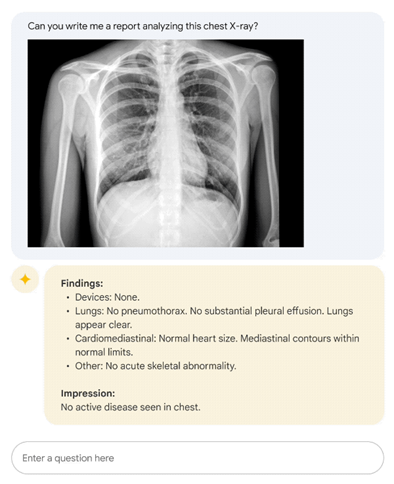 Can you write me a report analyzing this chest X-ray?
Findings:
• Devices: None.
• Lungs: No pneumothorax. No substantial pleural effusion. Lungs
appear clear.
• Cardiomediastinal: Normal heart size. Mediastinal contours within
normal limits.
• Other: No acute skeletal abnormality.
Impression:
No active disease seen in chest.
Enter a question here